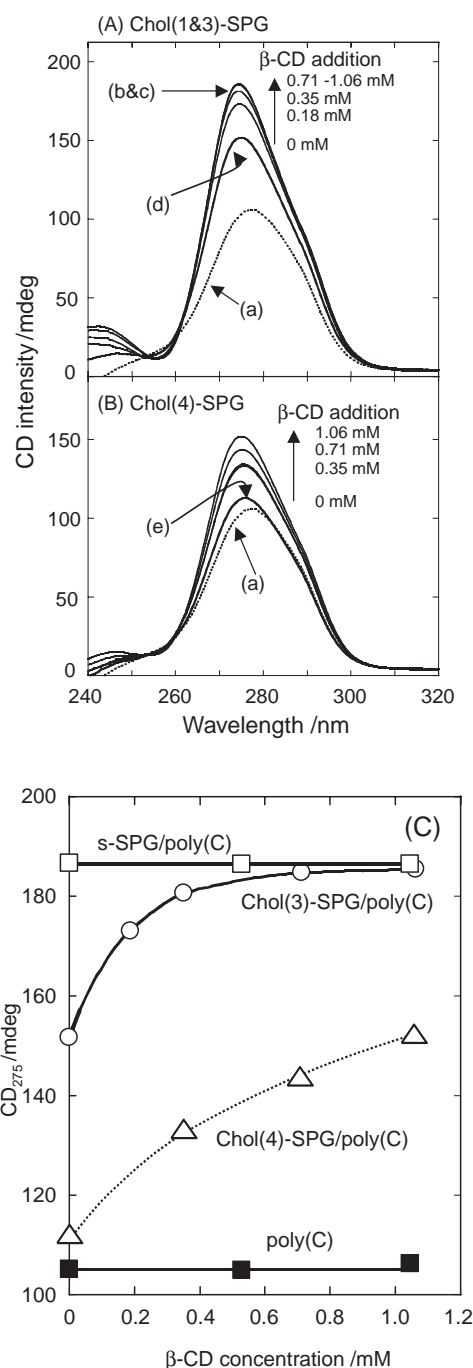 (A) Chol(1&3)-SPG
β-CD addition
0.71 -1.06 mM
0.35 mM
0.18 mM
0 mM
(b&c)
(d)
(a)
200
150
100
50
0
CD intensity /mdeg
(B) Chol(4)-SPG
β-CD addition
1.06 mM
0.71 mM
0.35 mM
0 mM
(e)
(a)
150
100
50
0
240 260 280 300 320
Wavelength /nm
(C)
s-SPG/poly(C)
Chol(3)-SPG/poly(C)
Chol(4)-SPG/poly(C)
poly(C)
200
180
160
140
120
100
CD275 /mdeg
0 0.2 0.4 0.6 0.8 1.0 1.2
β-CD concentration /mM